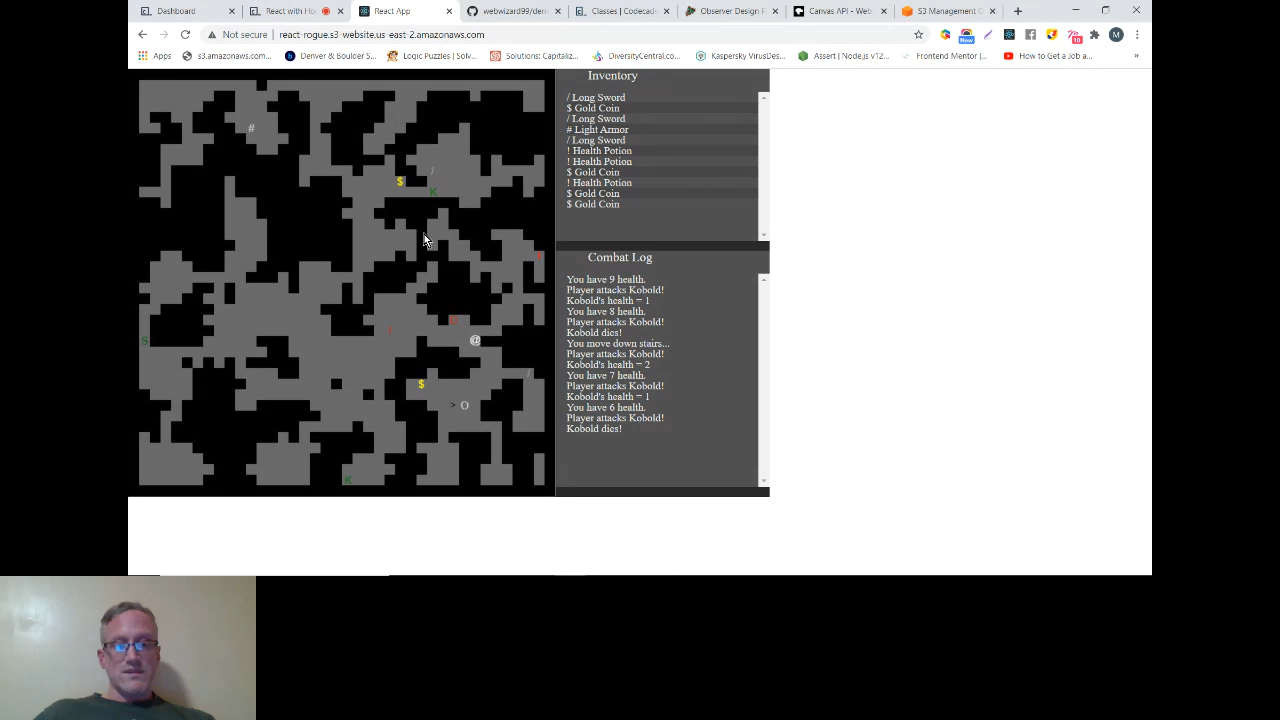 Dashboard
React with Ho
React App
webwizard99/den
Classes | Codecad
Observer Design P
Canvas API - Web
S3 Management C
Not secure | react-rogue.s3-website.us-east-2.amazonaws.com
New
M
10
Apps
s3.amazonaws.com...
Denver & Boulder S...
Logic Puzzles | Solv...
Solutions: Capitaliz...
DiversityCentral.co...
Kaspersky VirusDes...
Assert | Node.js v12...
Frontend Mentor |...
How to Get a Job a...
»
Inventory
/ Long Sword
$ Gold Coin
/ Long Sword
# Light Armor
/ Long Sword
! Health Potion
! Health Potion
$ Gold Coin
! Health Potion
$ Gold Coin
$ Gold Coin
Combat Log
You have 9 health.
Player attacks Kobold!
Kobold's health = 1
You have 8 health.
Player attacks Kobold!
Kobold dies!
You move down stairs...
Player attacks Kobold!
Kobold's health = 2
You have 7 health.
Player attacks Kobold!
Kobold's health = 1
You have 6 health.
Player attacks Kobold!
Kobold dies!
#
/
$
K
S
@
/
$
> O
K